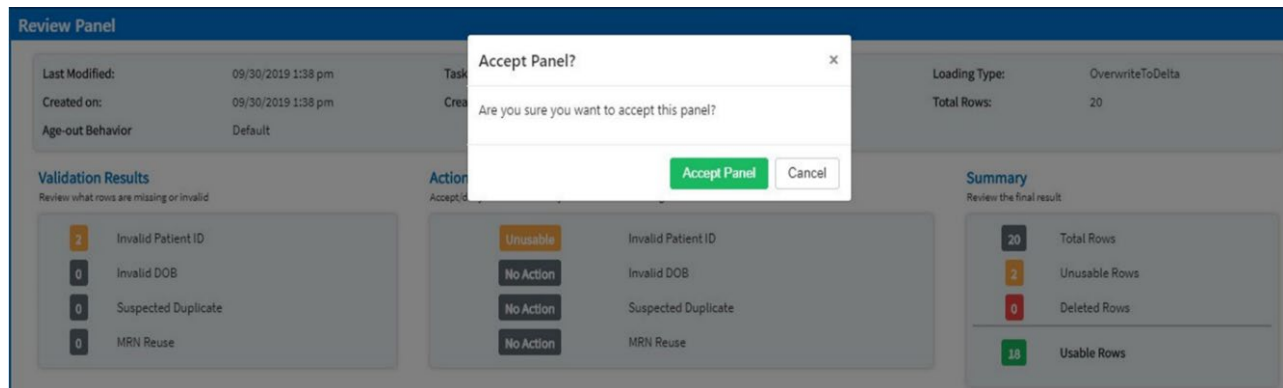 Review Panel
Accept Panel?
×
Are you sure you want to accept this panel?
Accept Panel Cancel
Last Modified: 09/30/2019 1:38 pm Task Loading Type: OverwriteToDelta
Created on: 09/30/2019 1:38 pm Crea Total Rows: 20
Age-out Behavior Default
Validation Results
Review what rows are missing or invalid
2 Invalid Patient ID
0 Invalid DOB
0 Suspected Duplicate
0 MRN Reuse
Action
Unusable Invalid Patient ID
No Action Invalid DOB
No Action Suspected Duplicate
No Action MRN Reuse
Summary
Review the final result
20 Total Rows
2 Unusable Rows
0 Deleted Rows
18 Usable Rows